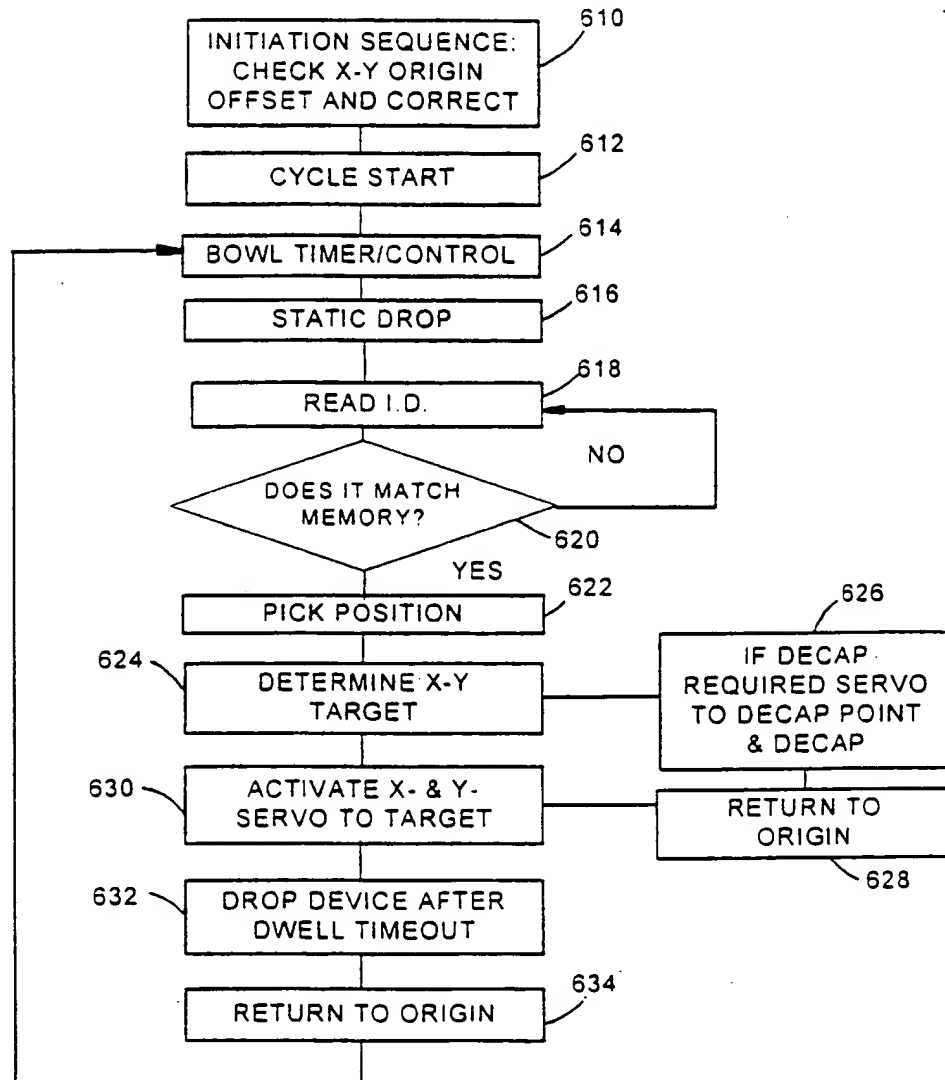 610
INITIATION SEQUENCE:
CHECK X-Y ORIGIN
OFFSET AND CORRECT
612
CYCLE START
614
BOWL TIMER/CONTROL
616
STATIC DROP
618
READ I.D.
NO
DOES IT MATCH
MEMORY?
620
YES
622
PICK POSITION
624
DETERMINE X-Y
TARGET
626
IF DECAP
REQUIRED SERVO
TO DECAP POINT
& DECAP
630
ACTIVATE X- & Y-
SERVO TO TARGET
RETURN TO
ORIGIN
628
632
DROP DEVICE AFTER
DWELL TIMEOUT
634
RETURN TO ORIGIN